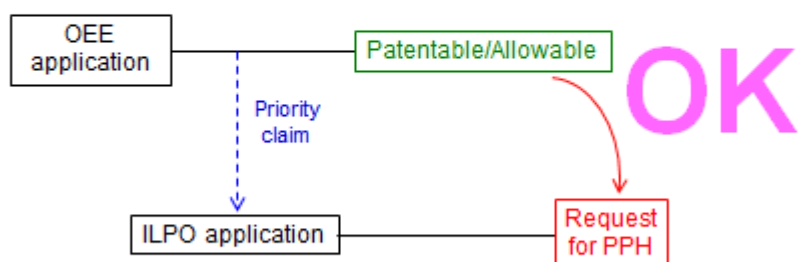 OEE
application
Patentable/Allowable
OK
Priority
claim
ILPO application
Request
for PPH